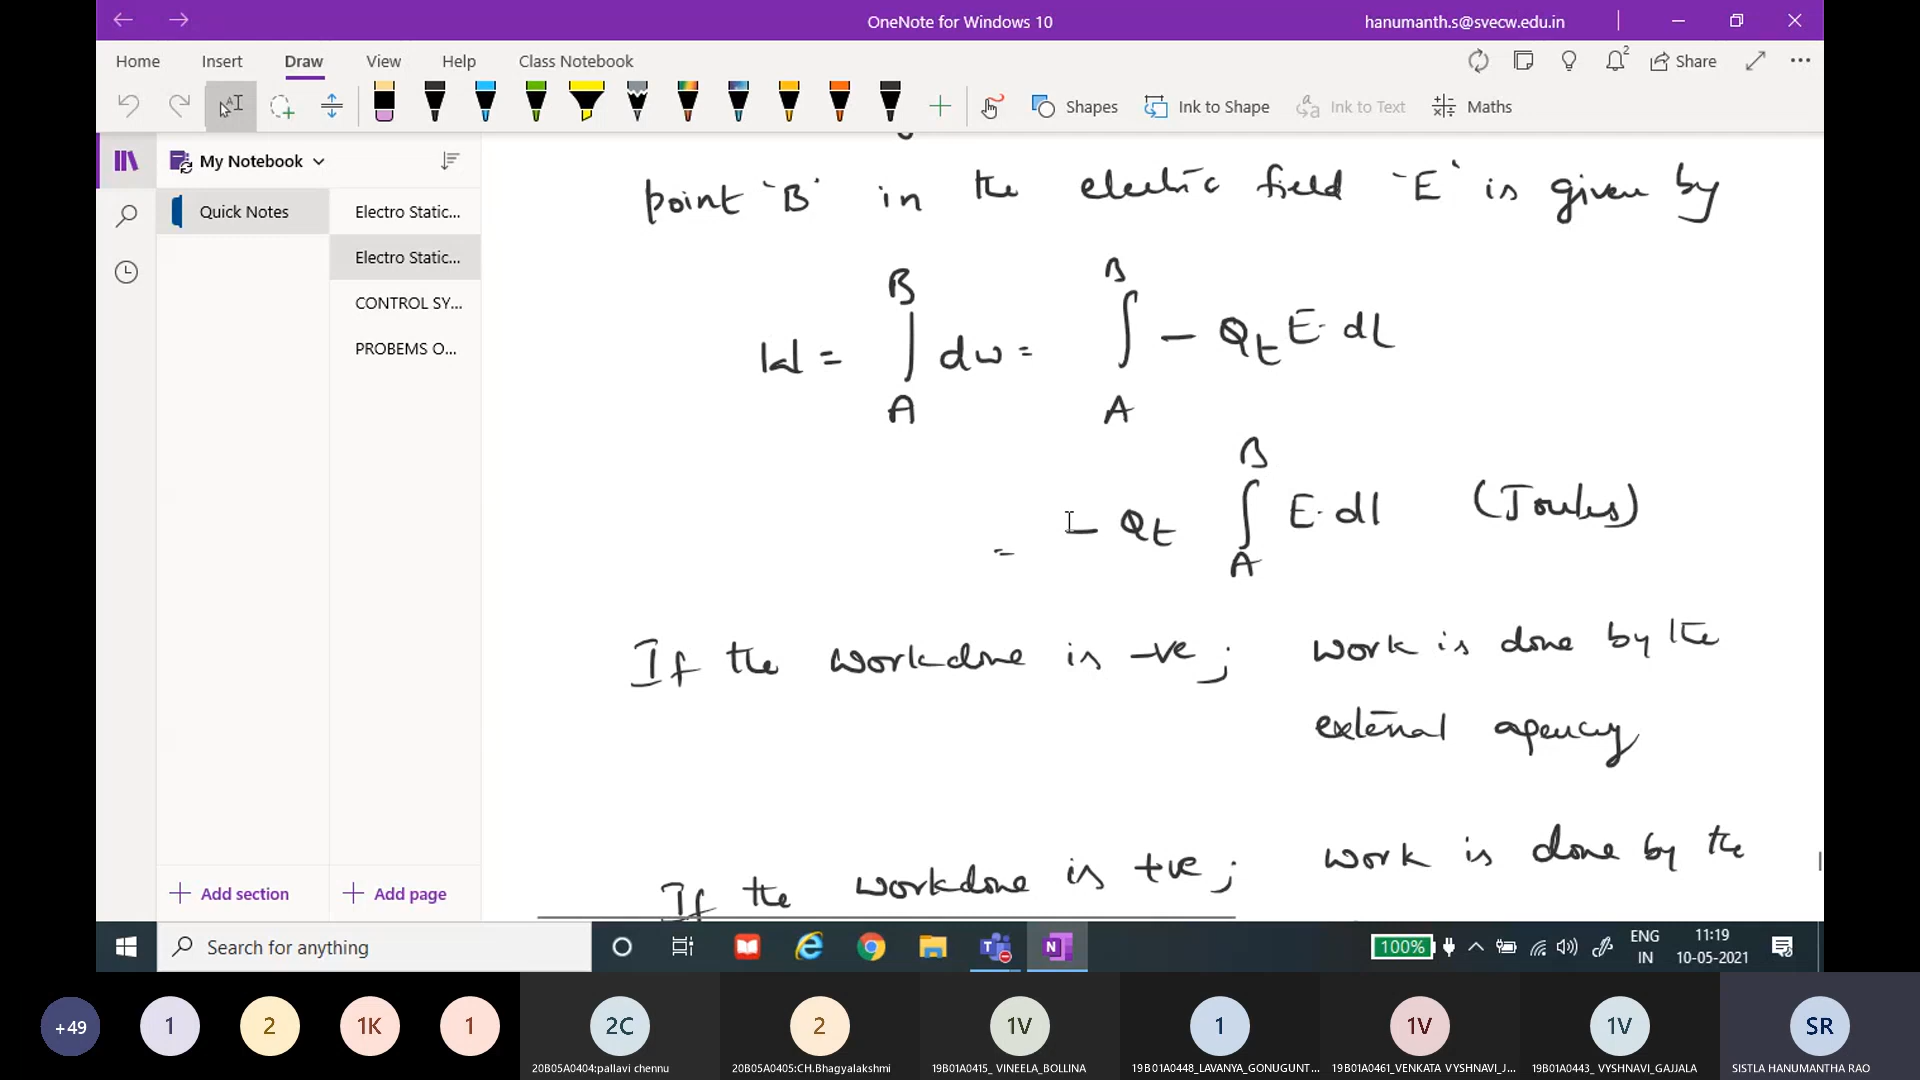 OneNote for Windows 10
hanumanth.s@svecw.edu.in
Home Insert Draw View Help Class Notebook
2
Share
Shapes Ink to Shape Ink to Text Maths
My Notebook
Quick Notes
Electro Static...
Electro Static...
CONTROL SY...
PROBEMS O...
Add section
Add page
point 'B' in the electric field 'E' is given by
W = ∫_A^B dw = ∫_A^B - Q_t E · dL
= - Q_t ∫_A^B E · dl (Joules)
If the workdone is -ve ; work is done by the
external agency
If the workdone is +ve ; work is done by the
Search for anything
100%
ENG
IN
11:19
10-05-2021
+49 1 2 1K 1 2C 2 1V 1 1V 1V SR
20B05A0404:pallavi chennu
20B05A0405:CH.Bhagyalakshmi
19B01A0415_ VINEELA_BOLLINA
19B01A0448_LAVANYA_GONUGUNT...
19B01A0461_VENKATA VYSHNAVI_J...
19B01A0443_ VYSHNAVI_GAJJALA
SISTLA HANUMANTHA RAO